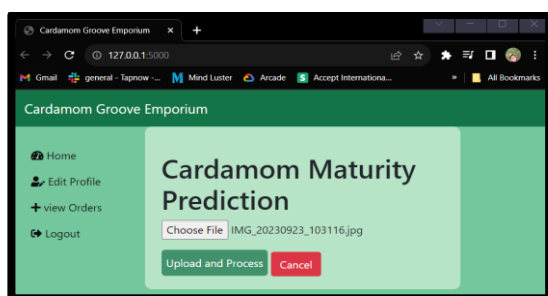 Cardamom Groove Emporium
127.0.0.1:5000
Gmail general - Tapnow -... Mind Luster Arcade Accept Internationa... » All Bookmarks
Cardamom Groove Emporium
Home
Edit Profile
view Orders
Logout
Cardamom Maturity
Prediction
Choose File IMG_20230923_103116.jpg
Upload and Process Cancel